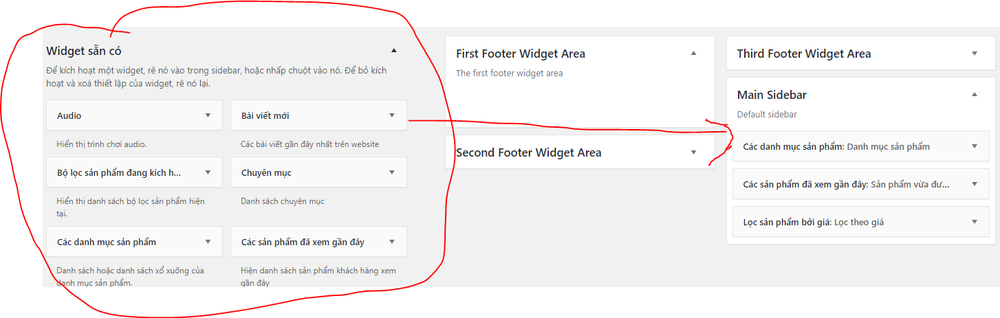 Widget sẵn có
Để kích hoạt một widget, rê nó vào trong sidebar, hoặc nhấp chuột vào nó. Để bỏ kích
hoạt và xoá thiết lập của widget, rê nó lại.
Audio
Hiển thị trình chơi audio.
Bài viết mới
Các bài viết gần đây nhất trên website
Bộ lọc sản phẩm đang kích h...
Hiển thị danh sách bộ lọc sản phẩm hiện
tại.
Chuyên mục
Danh sách chuyên mục
Các danh mục sản phẩm
Danh sách hoặc danh sách xổ xuống của
danh mục sản phẩm.
Các sản phẩm đã xem gần đây
Hiện danh sách sản phẩm khách hàng xem
gần đây
First Footer Widget Area
The first footer widget area
Second Footer Widget Area
Third Footer Widget Area
Main Sidebar
Default sidebar
Các danh mục sản phẩm: Danh mục sản phẩm
Các sản phẩm đã xem gần đây: Sản phẩm vừa đư...
Lọc sản phẩm bởi giá: Lọc theo giá